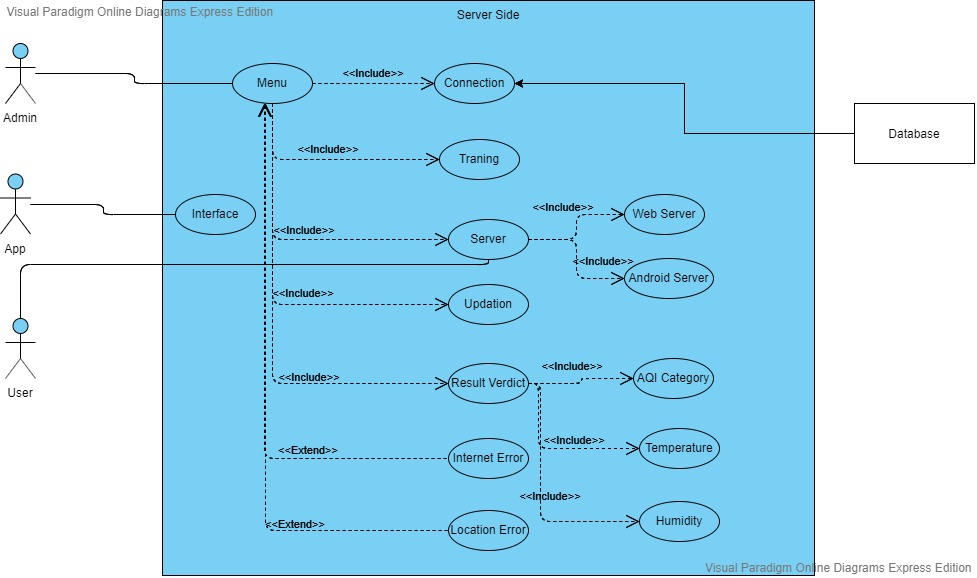 Visual Paradigm Online Diagrams Express Edition
Server Side
Admin
Menu
<<Include>>
Connection
Database
<<Include>>
Traning
App
Interface
<<Include>>
Server
<<Include>>
Web Server
<<Include>>
Android Server
<<Include>>
Updation
User
<<Include>>
Result Verdict
<<Include>>
AQI Category
<<Include>>
Temperature
<<Extend>>
Internet Error
<<Include>>
Humidity
<<Extend>>
Location Error
Visual Paradigm Online Diagrams Express Edition